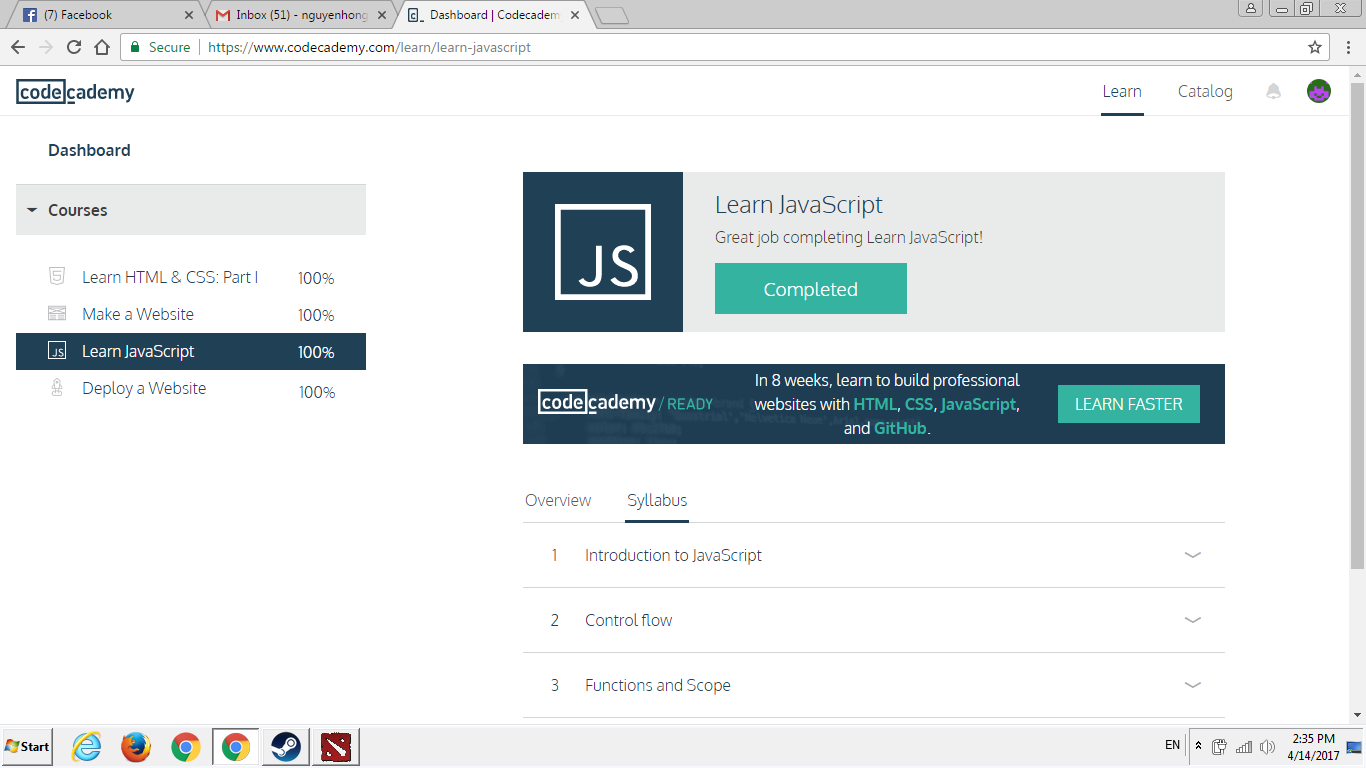 (7) Facebook
Inbox (51) - nguyenhong
Dashboard | Codecadem
Secure
https://www.codecademy.com/learn/learn-javascript
codecademy
Learn
Catalog
Dashboard
Courses
Learn HTML & CSS: Part I 100%
Make a Website 100%
JS Learn JavaScript 100%
Deploy a Website 100%
JS
Learn JavaScript
Great job completing Learn JavaScript!
Completed
codecademy / READY
In 8 weeks, learn to build professional
websites with HTML, CSS, JavaScript,
and GitHub.
LEARN FASTER
Overview
Syllabus
1 Introduction to JavaScript
2 Control flow
3 Functions and Scope
Start
EN
2:35 PM
4/14/2017